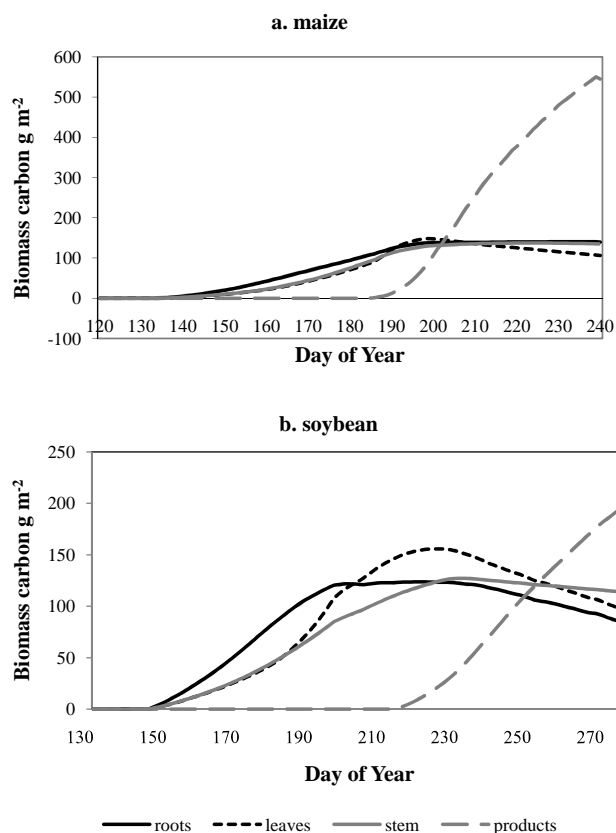 a. maize
600
500
400
300
200
100
0
-100
Biomass carbon g m-2
120 130 140 150 160 170 180 190 200 210 220 230 240
Day of Year
b. soybean
250
200
150
100
50
0
Biomass carbon g m-2
130 150 170 190 210 230 250 270
Day of Year
roots leaves stem products